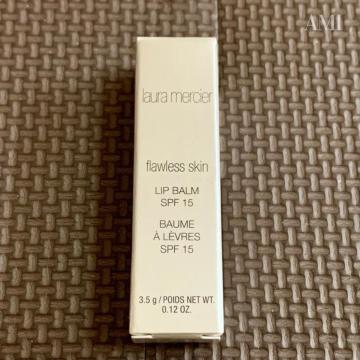 AMI
laura mercier
flawless skin
LIP BALM
SPF 15
BAUME
À LÈVRES
SPF 15
3.5 g / POIDS NET WT.
0.12 OZ.